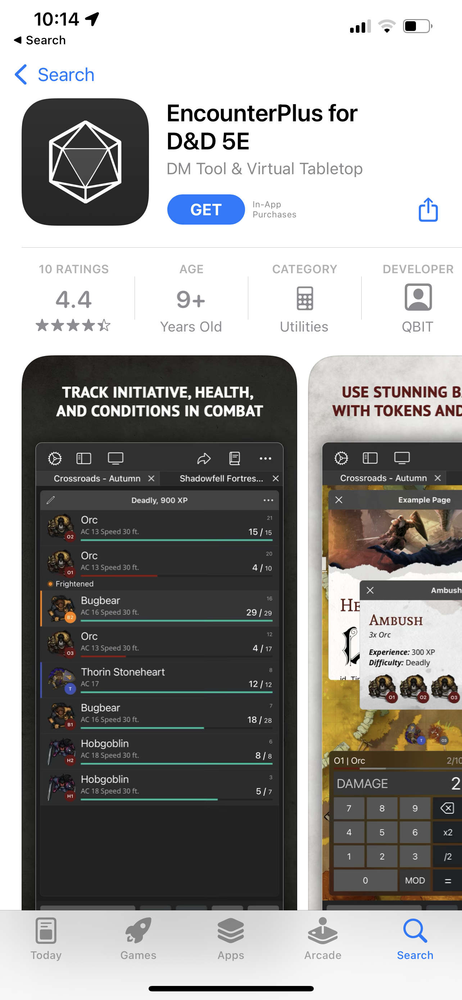 10:14
Search
Search
EncounterPlus for
D&D 5E
DM Tool & Virtual Tabletop
GET
In-App
Purchases
10 RATINGS
4.4
AGE
9+
Years Old
CATEGORY
Utilities
DEVELOPER
QBIT
TRACK INITIATIVE, HEALTH,
AND CONDITIONS IN COMBAT
Crossroads - Autumn
Shadowfell Fortres...
Deadly, 900 XP
Orc
21
AC 13 Speed 30 ft.
15 / 15
O2
Orc
20
AC 13 Speed 30 ft.
4 / 10
O1
Frightened
Bugbear
16
AC 16 Speed 30 ft.
29 / 29
B2
Orc
12
AC 13 Speed 30 ft.
4 / 17
O3
Thorin Stoneheart
8
AC 17
12 / 12
T
Bugbear
7
AC 16 Speed 30 ft.
18 / 28
B1
Hobgoblin
6
AC 18 Speed 30 ft.
8 / 8
H2
Hobgoblin
3
AC 18 Speed 30 ft.
5 / 7
H1
USE STUNNING
WITH TOKENS AND
Crossroads - Autumn
Example Page
Ambush
AMBUSH
3x Orc
Experience: 300 XP
Difficulty: Deadly
O1 O2 O3
T O3
O1 | Orc
2/10
DAMAGE
2
7 8 9
4 5 6 x2
1 2 3 /2
0 MOD =
Today
Games
Apps
Arcade
Search